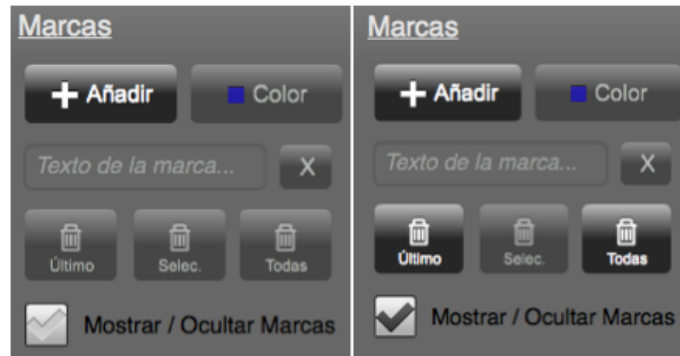 Marcas
Añadir
Color
Texto de la marca...
X
Último
Selec.
Todas
Mostrar / Ocultar Marcas
Marcas
Añadir
Color
Texto de la marca...
X
Último
Selec.
Todas
Mostrar / Ocultar Marcas